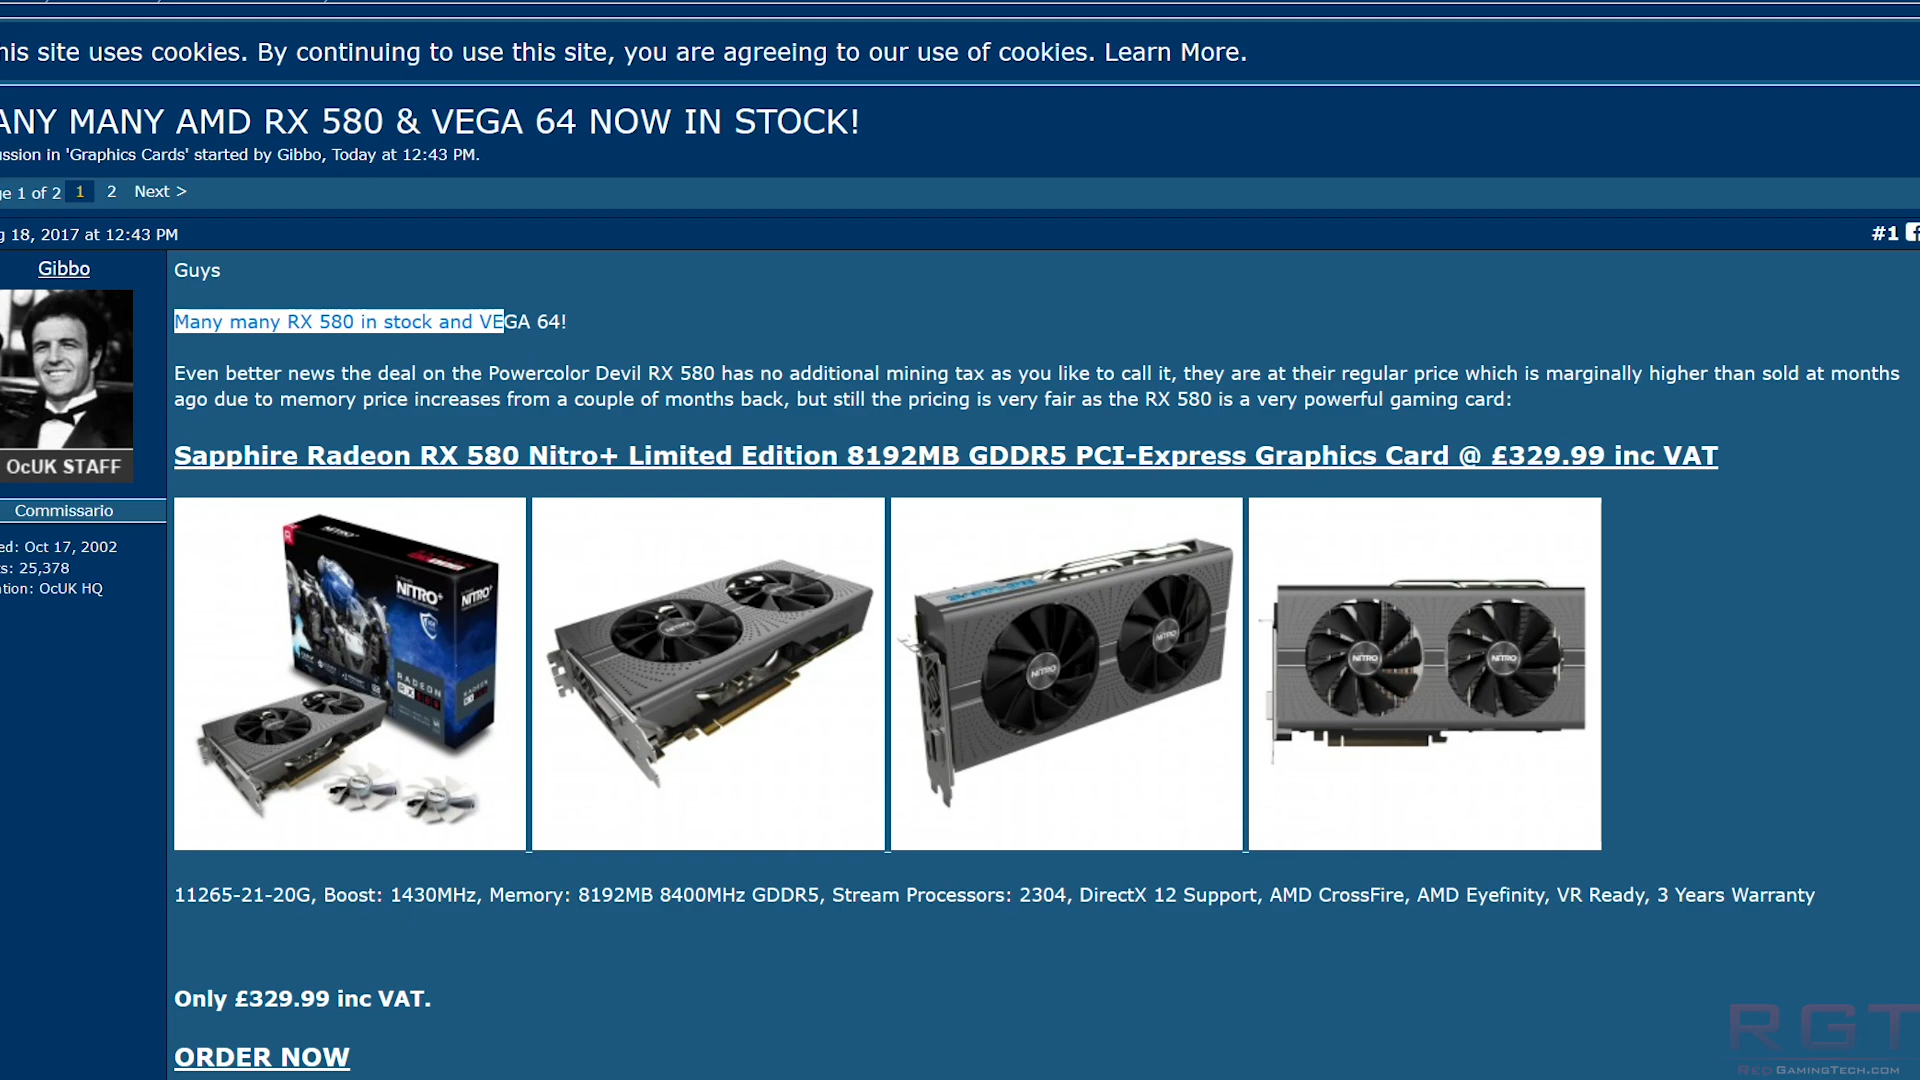 his site uses cookies. By continuing to use this site, you are agreeing to our use of cookies. Learn More.
ANY MANY AMD RX 580 & VEGA 64 NOW IN STOCK!
ussion in 'Graphics Cards' started by Gibbo, Today at 12:43 PM.
ge 1 of 2 1 2 Next >
g 18, 2017 at 12:43 PM
#1
Gibbo
OcUK STAFF
Commissario
ed: Oct 17, 2002
ts: 25,378
ation: OcUK HQ
Guys
Many many RX 580 in stock and VEGA 64!
Even better news the deal on the Powercolor Devil RX 580 has no additional mining tax as you like to call it, they are at their regular price which is marginally higher than sold at months
ago due to memory price increases from a couple of months back, but still the pricing is very fair as the RX 580 is a very powerful gaming card:
Sapphire Radeon RX 580 Nitro+ Limited Edition 8192MB GDDR5 PCI-Express Graphics Card @ £329.99 inc VAT
NITRO+
NITRO+
RADEON
RX
NITRO
NITRO
NITRO
NITRO
11265-21-20G, Boost: 1430MHz, Memory: 8192MB 8400MHz GDDR5, Stream Processors: 2304, DirectX 12 Support, AMD CrossFire, AMD Eyefinity, VR Ready, 3 Years Warranty
Only £329.99 inc VAT.
ORDER NOW
RGT
REDGAMINGTECH.COM